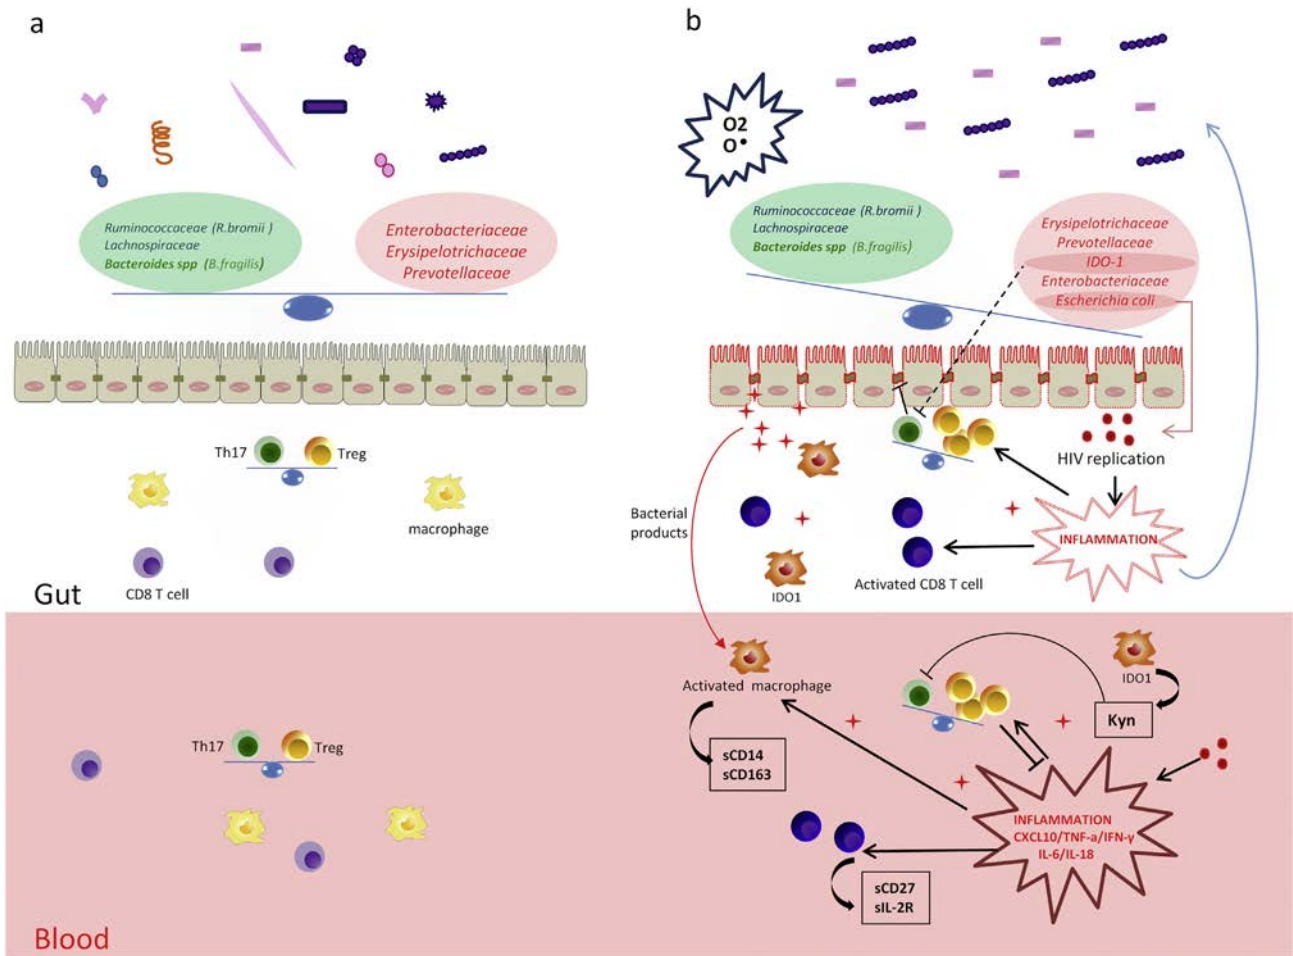 a
Ruminococcaceae (R.bromii )
Lachnospiraceae
Bacteroides spp (B.fragilis)
Enterobacteriaceae
Erysipelotrichaceae
Prevotellaceae
Th17
Treg
macrophage
CD8 T cell
Gut
Th17
Treg
Blood
b
O2
O•
Ruminococcaceae (R.bromii )
Lachnospiraceae
Bacteroides spp (B.fragilis)
Erysipelotrichaceae
Prevotellaceae
IDO-1
Enterobacteriaceae
Escherichia coli
HIV replication
Bacterial
products
INFLAMMATION
Activated CD8 T cell
IDO1
Activated macrophage
IDO1
Kyn
sCD14
sCD163
INFLAMMATION
CXCL10/TNF-a/IFN-γ
IL-6/IL-18
sCD27
sIL-2R